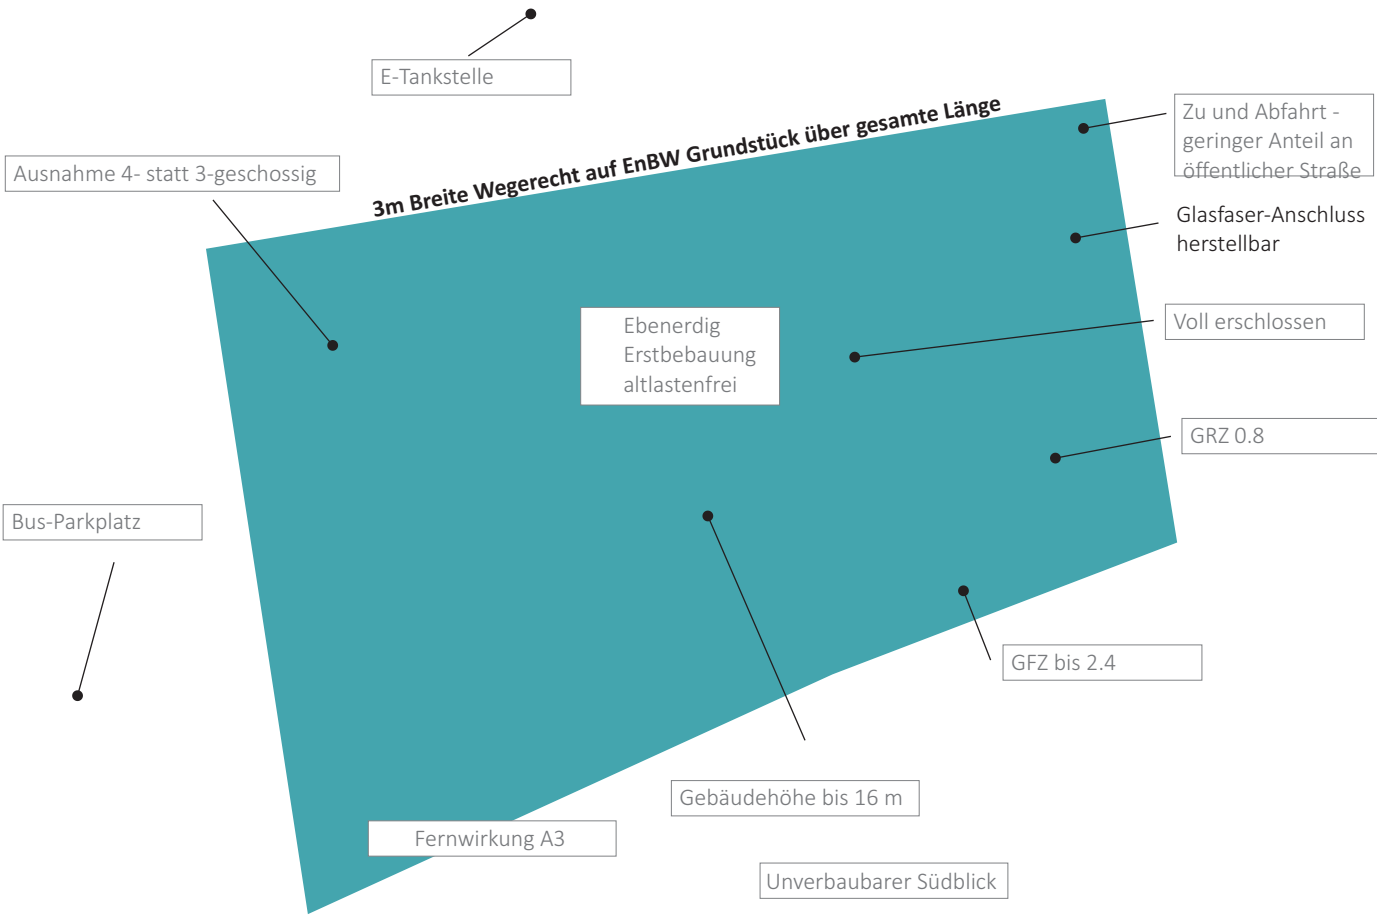 E-Tankstelle
3m Breite Wegerecht auf EnBW Grundstück über gesamte Länge
Zu und Abfahrt -
geringer Anteil an
öffentlicher Straße
Ausnahme 4- statt 3-geschossig
Glasfaser-Anschluss
herstellbar
Ebenerdig
Erstbebauung
altlastenfrei
Voll erschlossen
GRZ 0.8
Bus-Parkplatz
GFZ bis 2.4
Gebäudehöhe bis 16 m
Fernwirkung A3
Unverbaubarer Südblick